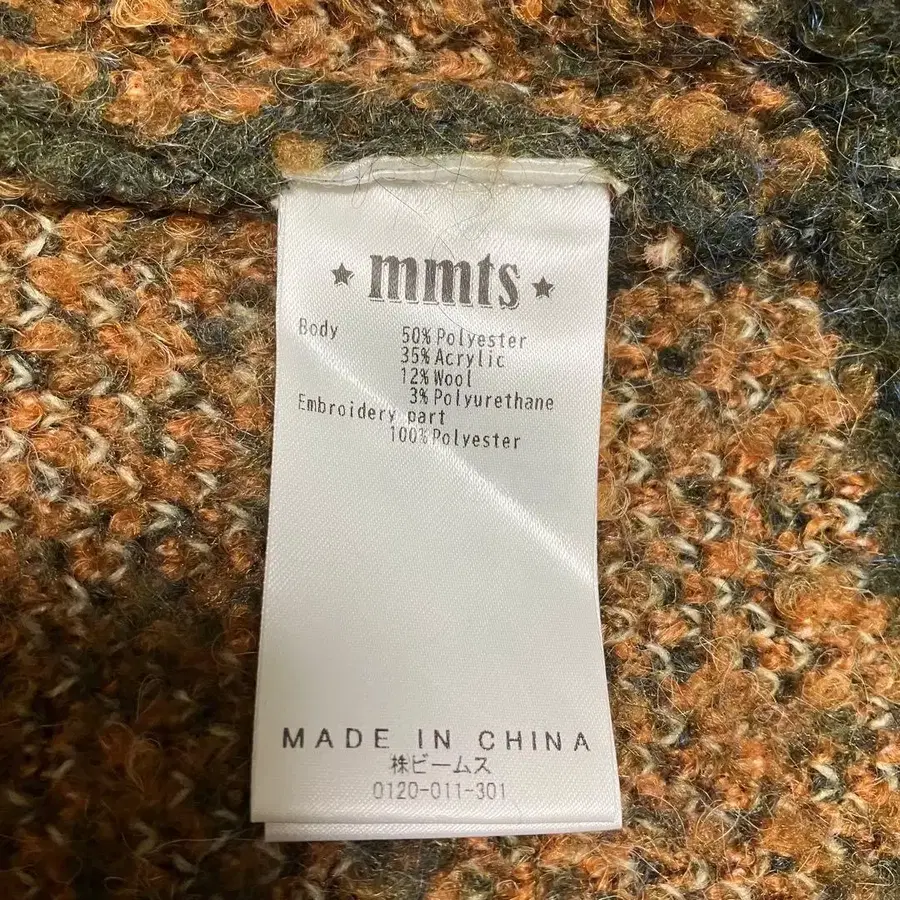 ★ mmts ★
Body 50% Polyester
35% Acrylic
12% Wool
3% Polyurethane
Embroidery part
100% Polyester
MADE IN CHINA
株ビームス
0120-011-301